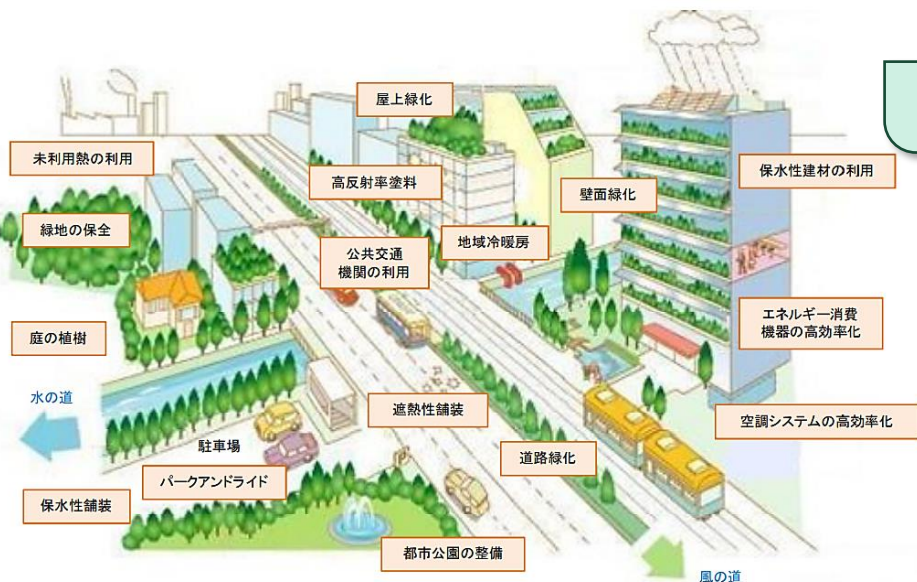 屋上緑化
未利用熱の利用
高反射率塗料
保水性建材の利用
壁面緑化
緑地の保全
地域冷暖房
公共交通
機関の利用
エネルギー消費
機器の高効率化
庭の植樹
水の道
遮熱性舗装
空調システムの高効率化
駐車場
道路緑化
パークアンドライド
保水性舗装
都市公園の整備
風の道